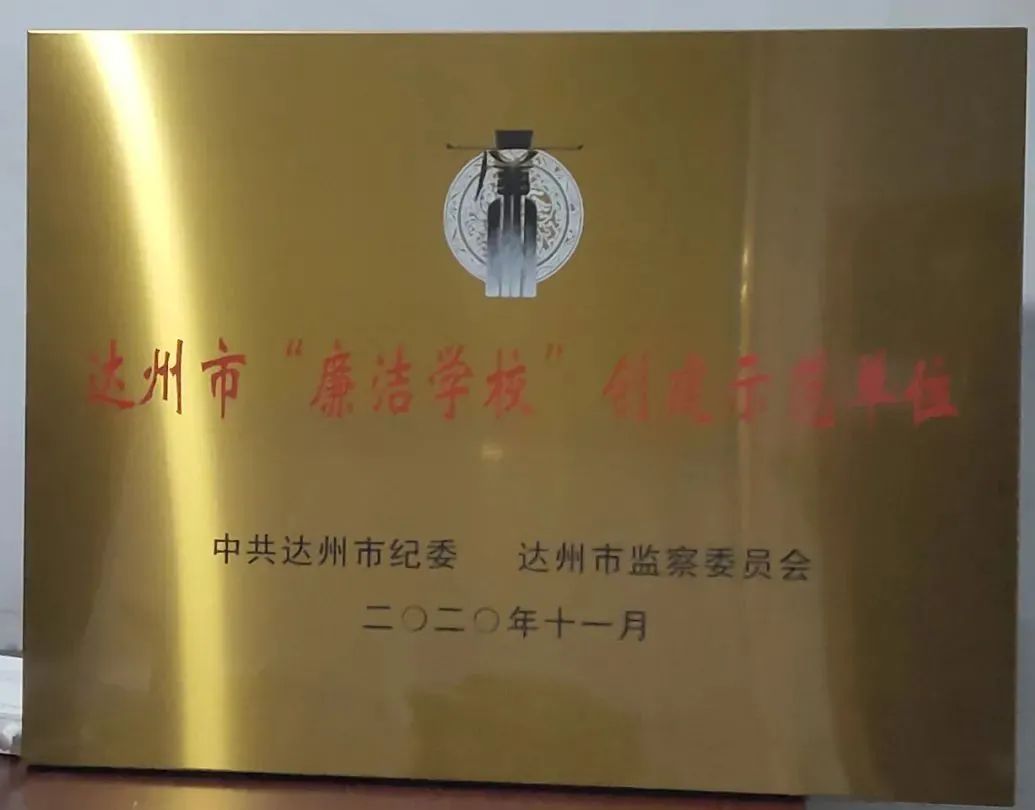 达州市“廉洁学校”创建示范单位
中共达州市纪委 达州市监察委员会
二〇二〇年十一月